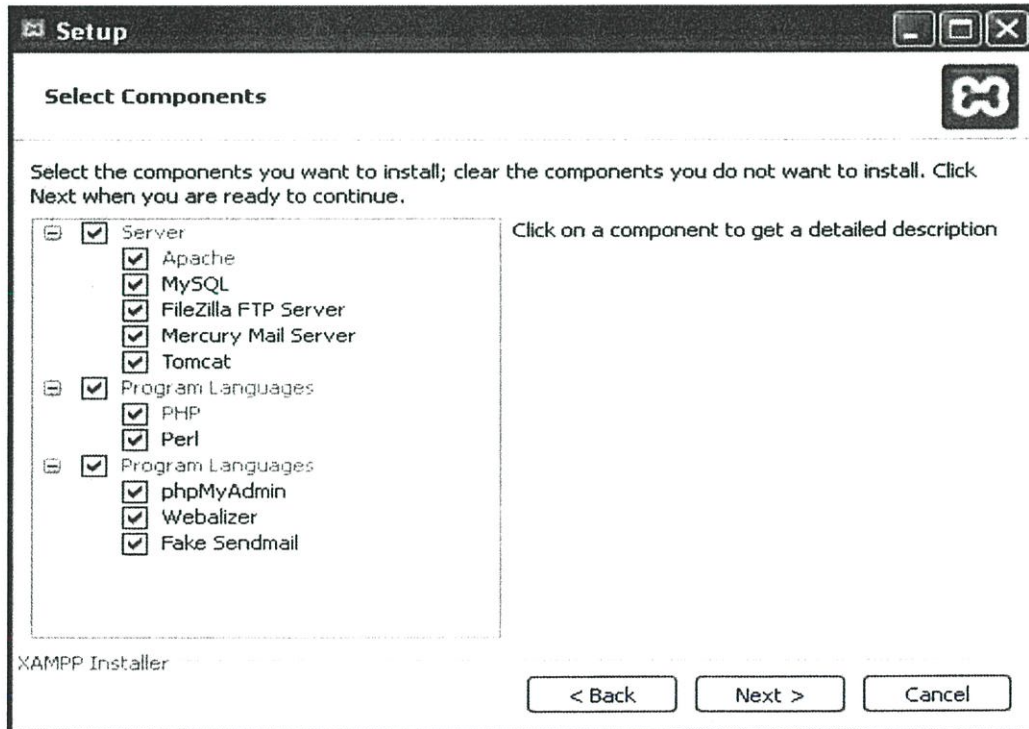 Setup
Select Components
Select the components you want to install; clear the components you do not want to install. Click
Next when you are ready to continue.
Server
Apache
MySQL
FileZilla FTP Server
Mercury Mail Server
Tomcat
Program Languages
PHP
Perl
Program Languages
phpMyAdmin
Webalizer
Fake Sendmail
Click on a component to get a detailed description
XAMPP Installer
< Back
Next >
Cancel